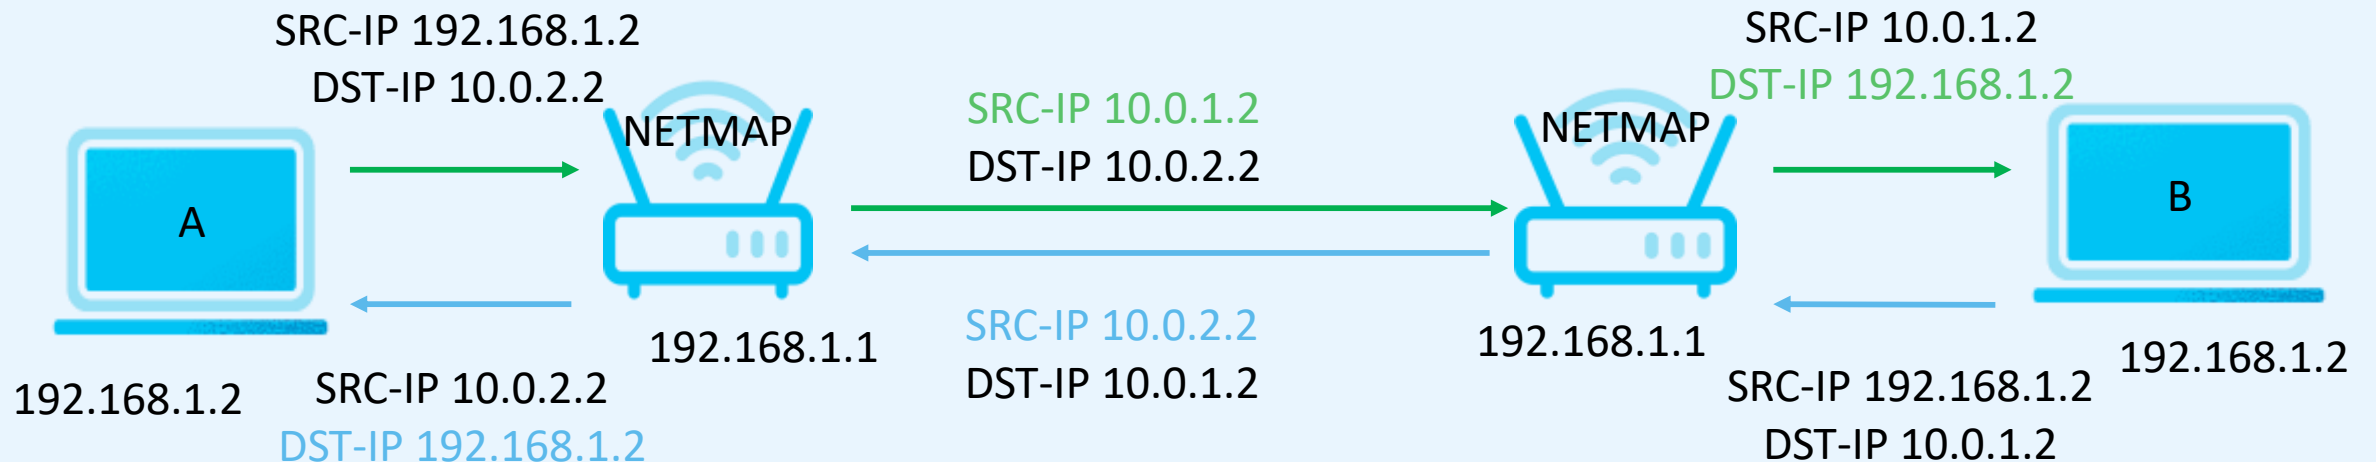 SRC-IP 192.168.1.2
DST-IP 10.0.2.2
SRC-IP 10.0.1.2
DST-IP 192.168.1.2
NETMAP
SRC-IP 10.0.1.2
DST-IP 10.0.2.2
NETMAP
A
B
192.168.1.1
SRC-IP 10.0.2.2
DST-IP 10.0.1.2
192.168.1.1
192.168.1.2
192.168.1.2
SRC-IP 10.0.2.2
DST-IP 192.168.1.2
SRC-IP 192.168.1.2
DST-IP 10.0.1.2